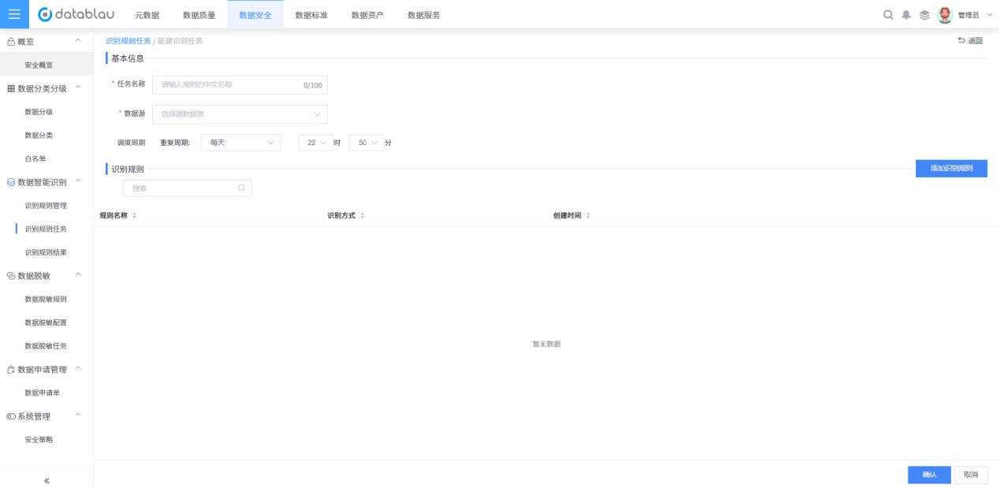 datablau 元数据 数据质量 数据安全 数据标准 数据资产 数据服务 管理员
概览
安全概览
数据分类分级
数据分级
数据分类
白名单
数据智能识别
识别规则管理
识别规则任务
识别规则结果
数据脱敏
数据脱敏规则
数据脱敏配置
数据脱敏任务
数据申请管理
数据申请单
系统管理
安全策略
«
识别规则任务 / 新建识别任务 返回
基本信息
* 任务名称 请输入规则的中文名称 0/100
* 数据源 选择源数据源
调度周期 重复周期: 每天 22 时 50 分
识别规则 添加识别规则
搜索
规则名称 识别方式 创建时间
暂无数据
确认 取消